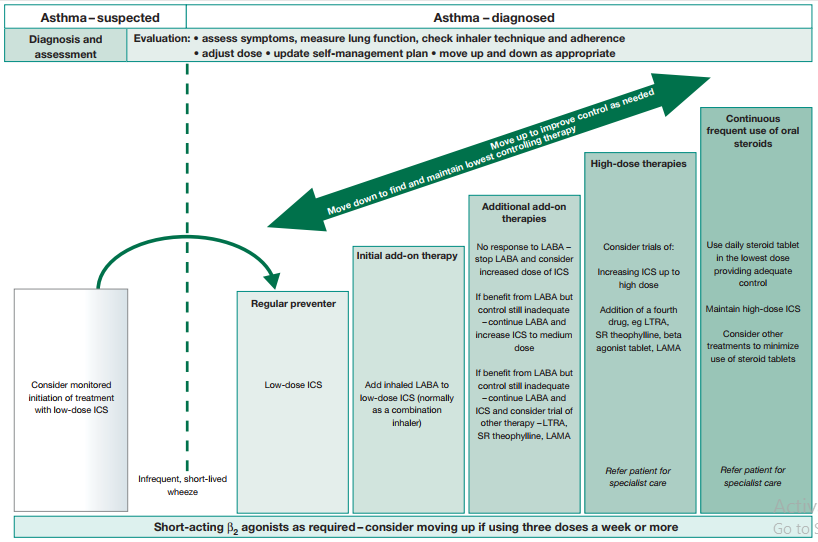 Asthma – suspected
Asthma – diagnosed
Diagnosis and
assessment
Evaluation: • assess symptoms, measure lung function, check inhaler technique and adherence
• adjust dose • update self-management plan • move up and down as appropriate
Move up to improve control as needed
Move down to find and maintain lowest controlling therapy
Consider monitored
initiation of treatment
with low-dose ICS
Infrequent, short-lived
wheeze
Regular preventer
Low-dose ICS
Initial add-on therapy
Add inhaled LABA to
low-dose ICS (normally
as a combination
inhaler)
Additional add-on
therapies
No response to LABA –
stop LABA and consider
increased dose of ICS
If benefit from LABA but
control still inadequate
– continue LABA and
increase ICS to medium
dose
If benefit from LABA but
control still inadequate
– continue LABA and
ICS and consider trial of
other therapy – LTRA,
SR theophylline, LAMA
High-dose therapies
Consider trials of:
Increasing ICS up to
high dose
Addition of a fourth
drug, eg LTRA,
SR theophylline, beta
agonist tablet, LAMA
Refer patient for
specialist care
Continuous
frequent use of oral
steroids
Use daily steroid tablet
in the lowest dose
providing adequate
control
Maintain high-dose ICS
Consider other
treatments to minimize
use of steroid tablets
Refer patient for
specialist care
Short-acting β₂ agonists as required – consider moving up if using three doses a week or more
Activ
Go to S